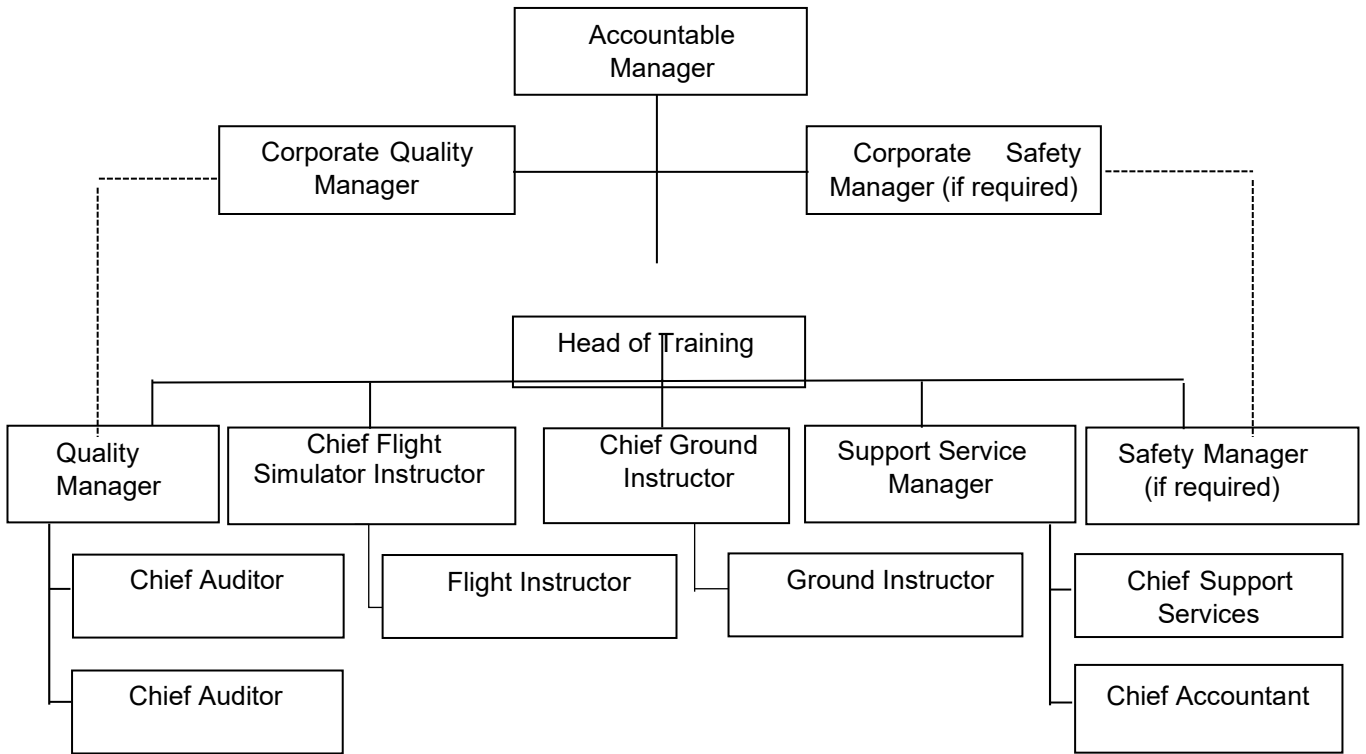 Accountable
Manager
Corporate Quality
Manager
Corporate Safety
Manager (if required)
Head of Training
Quality
Manager
Chief Flight
Simulator Instructor
Chief Ground
Instructor
Support Service
Manager
Safety Manager
(if required)
Chief Auditor
Flight Instructor
Ground Instructor
Chief Support
Services
Chief Auditor
Chief Accountant